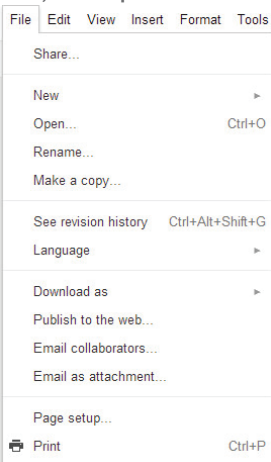 File Edit View Insert Format Tools
Share...
New
Open... Ctrl+O
Rename...
Make a copy...
See revision history Ctrl+Alt+Shift+G
Language
Download as
Publish to the web...
Email collaborators...
Email as attachment...
Page setup...
Print Ctrl+P